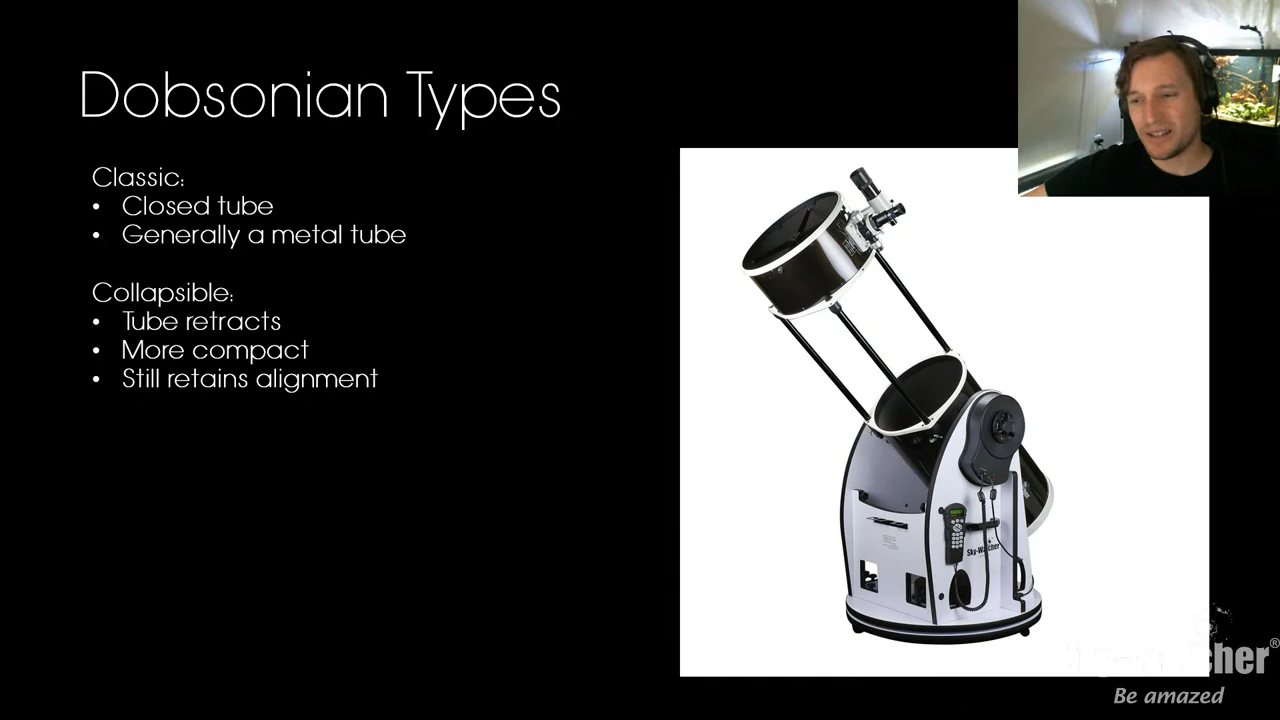 Dobsonian Types
Classic:
• Closed tube
• Generally a metal tube
Collapsible:
• Tube retracts
• More compact
• Still retains alignment
Sky-Watcher
Be amazed